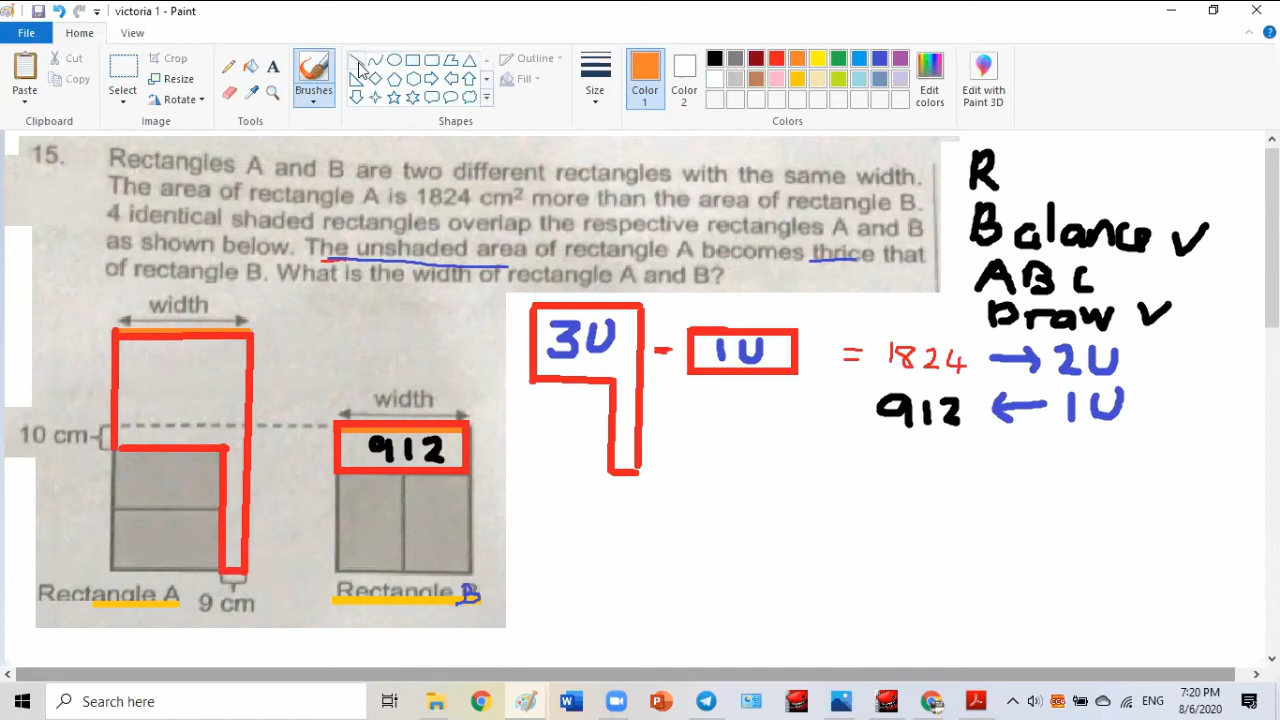 victoria 1 - Paint
File
Home
View
Paste
Cut
Copy
Clipboard
Select
Crop
Resize
Rotate
Image
Tools
Brushes
Shapes
Outline
Fill
Size
Color 1
Color 2
Edit colors
Edit with Paint 3D
Colors
15. Rectangles A and B are two different rectangles with the same width.
The area of rectangle A is 1824 cm² more than the area of rectangle B.
4 identical shaded rectangles overlap the respective rectangles A and B
as shown below. The unshaded area of rectangle A becomes thrice that
of rectangle B. What is the width of rectangle A and B?
R
Balance ✓
ABC
Draw ✓
width
10 cm
Rectangle A
9 cm
width
912
Rectangle B
3U - 1U = 1824 → 2U
912 ← 1U
Search
ENG
7:20 PM
8/6/2020